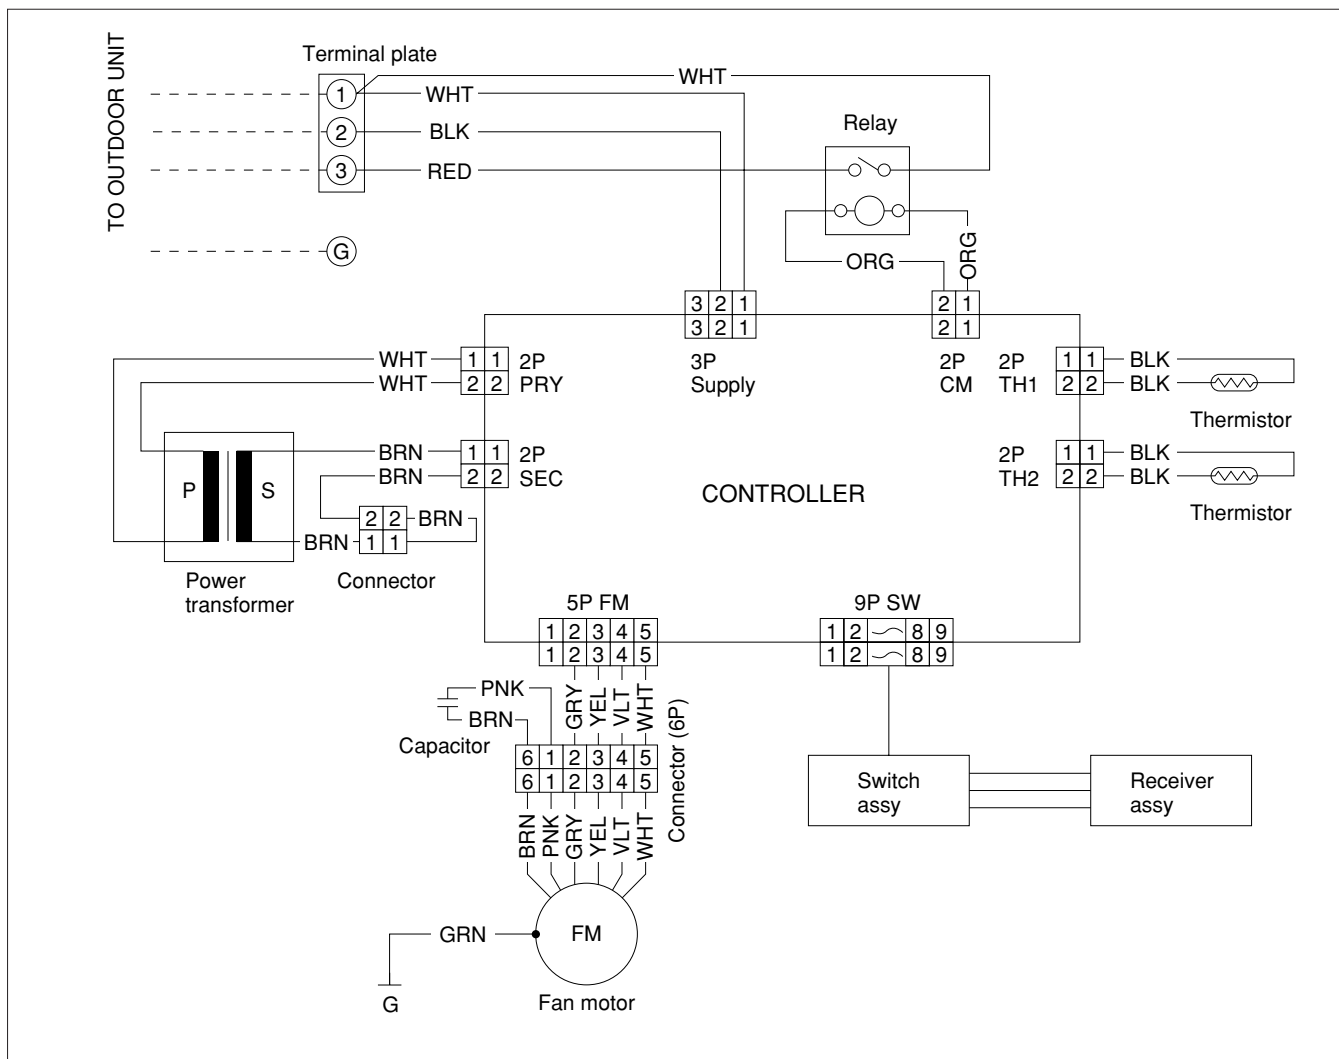 TO OUTDOOR UNIT
Terminal plate
WHT
1
WHT
2
BLK
3
RED
G
Relay
ORG
ORG
3 2 1
3 2 1
3P
Supply
2 1
2 1
2P
CM
WHT
1 1
2P
WHT
2 2
PRY
2P
1 1
BLK
TH1
2 2
BLK
Thermistor
BRN
1 1
2P
BRN
2 2
SEC
2P
1 1
BLK
TH2
2 2
BLK
Thermistor
P
S
CONTROLLER
2 2
BRN
BRN
1 1
Power
transformer
Connector
5P FM
1 2 3 4 5
1 2 3 4 5
9P SW
1 2 8 9
1 2 8 9
PNK
BRN
Capacitor
GRY
YEL
VLT
WHT
Connector (6P)
6 1 2 3 4 5
6 1 2 3 4 5
BRN
PNK
GRY
YEL
VLT
WHT
Switch
assy
Receiver
assy
GRN
FM
G
Fan motor